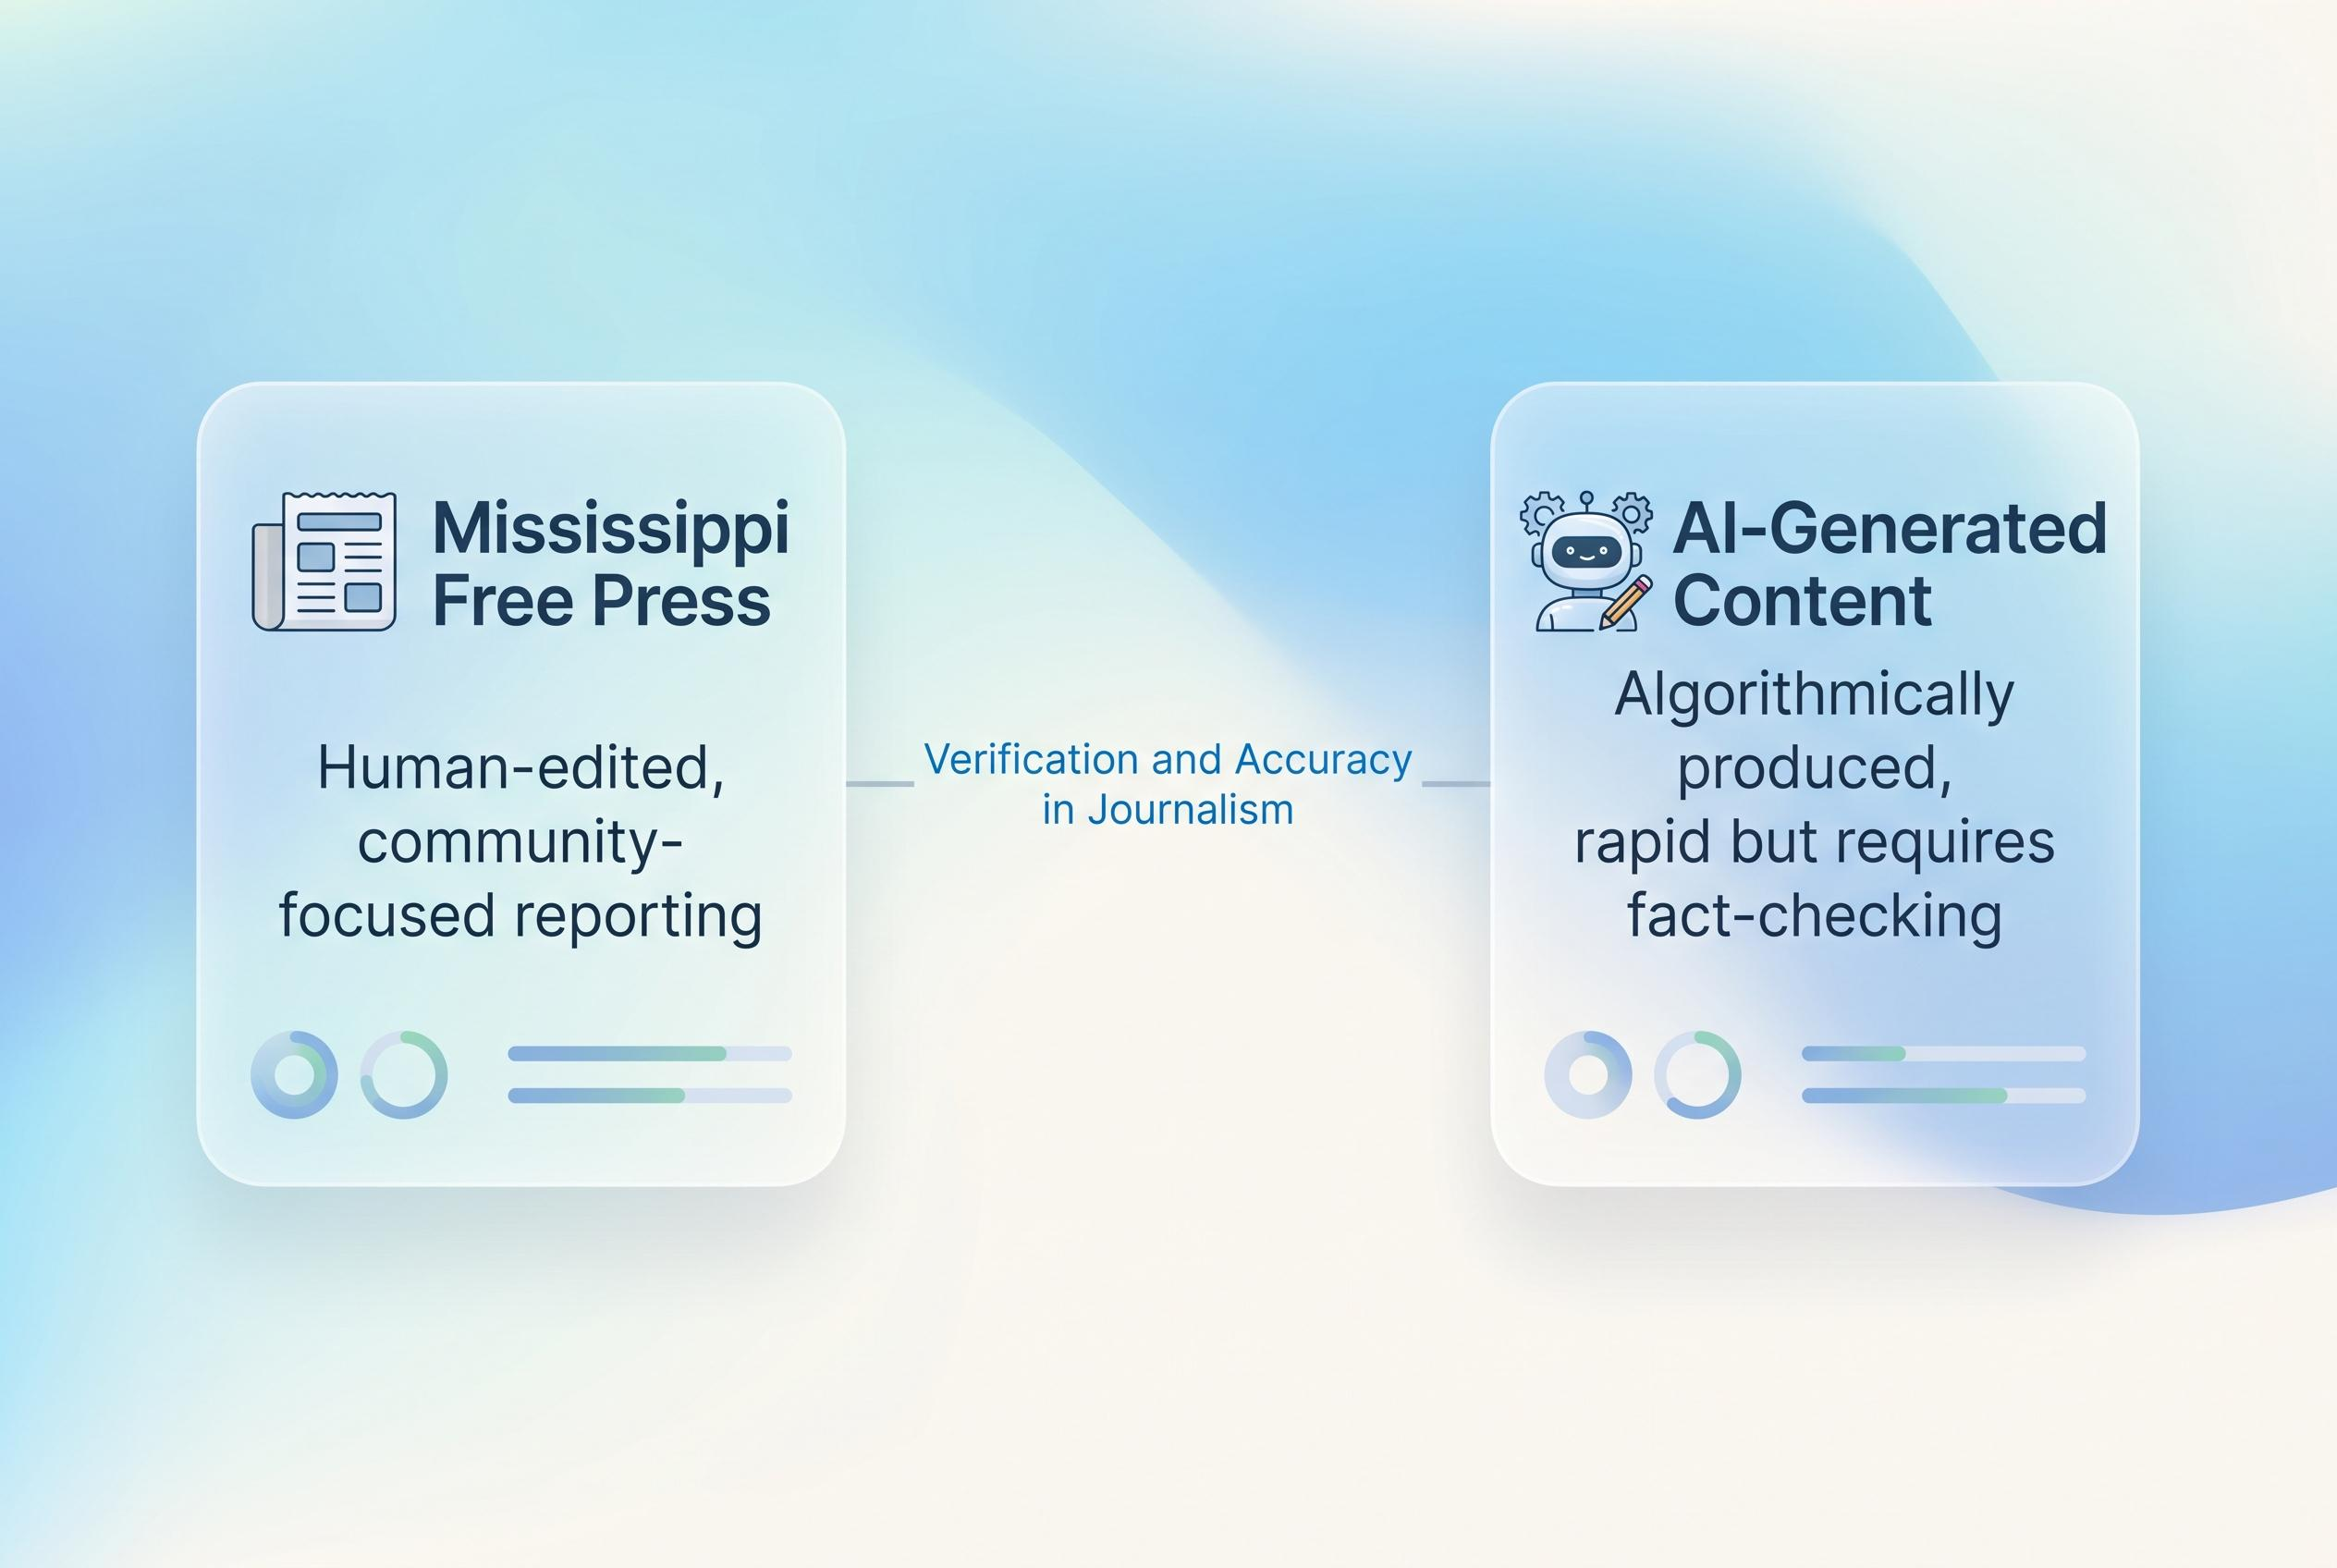 Mississippi
Free Press
Human-edited,
community-
focused reporting
Verification and Accuracy
in Journalism
AI-Generated
Content
Algorithmically
produced,
rapid but requires
fact-checking